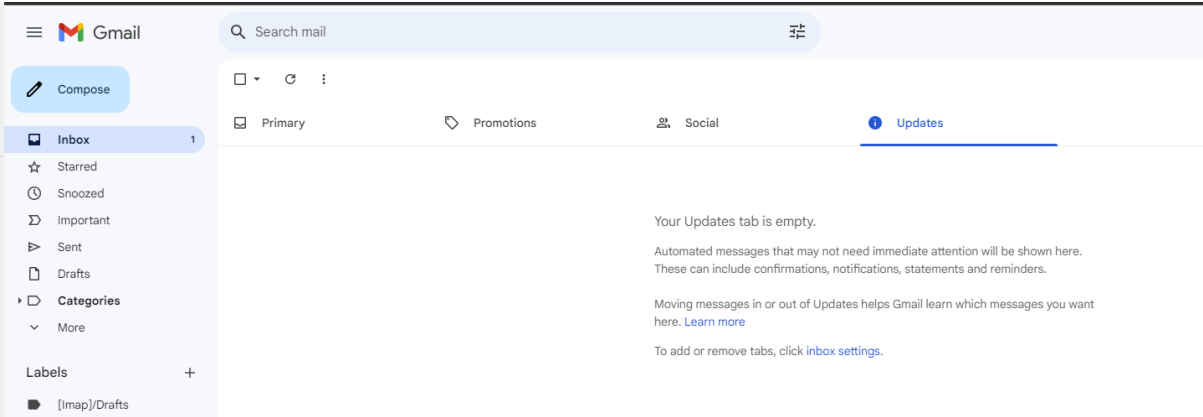 Gmail
Search mail
Compose
Primary
Promotions
Social
Updates
Inbox 1
Starred
Snoozed
Important
Sent
Drafts
Categories
More
Labels
[Imap]/Drafts
Your Updates tab is empty.
Automated messages that may not need immediate attention will be shown here.
These can include confirmations, notifications, statements and reminders.
Moving messages in or out of Updates helps Gmail learn which messages you want
here. Learn more
To add or remove tabs, click inbox settings.